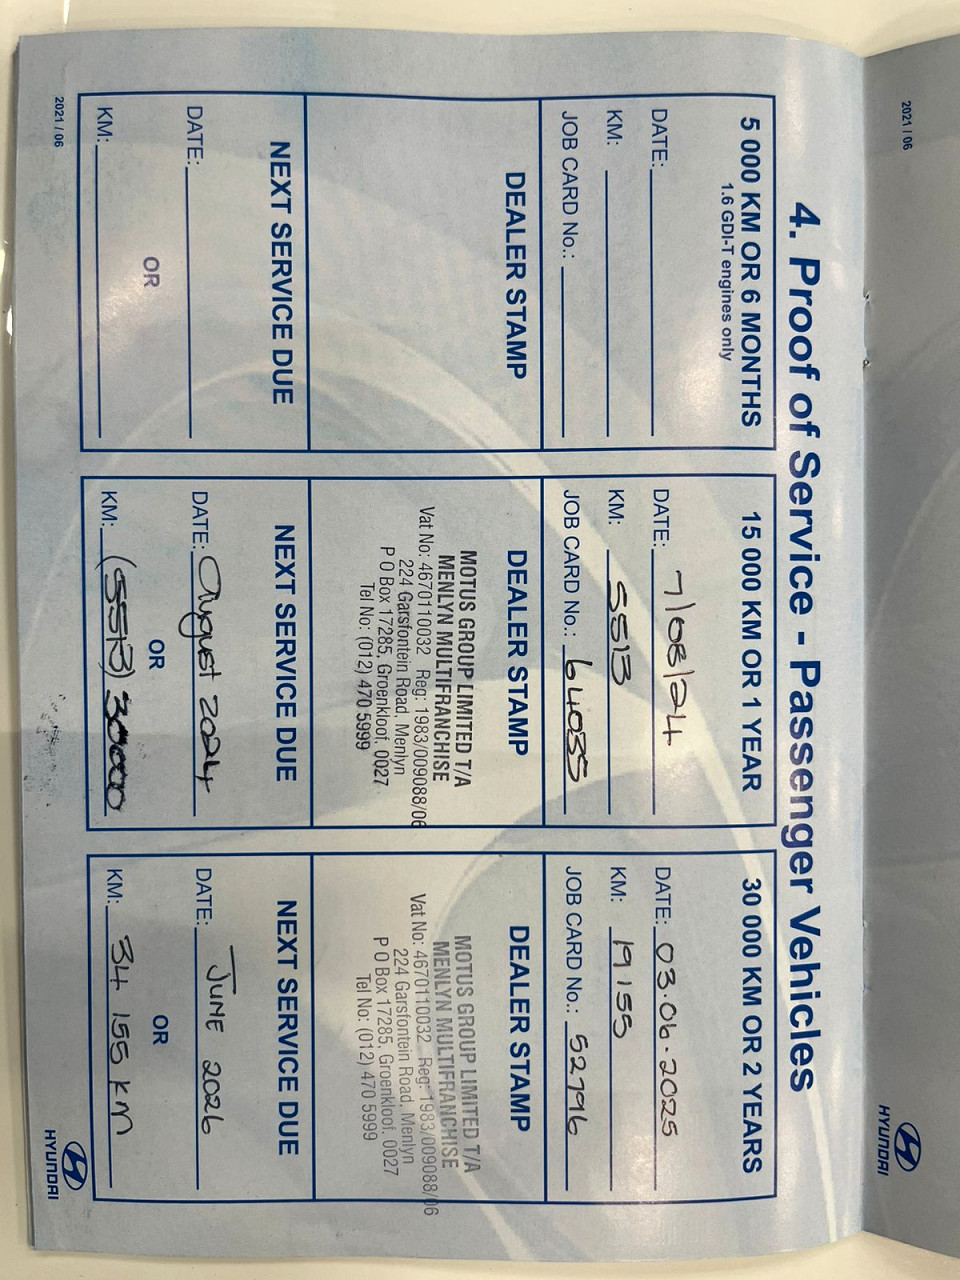 4. Proof of Service - Passenger Vehicles
5 000 KM OR 6 MONTHS
1.6 GDI-T engines only
DATE:
KM:
JOB CARD No.:
DEALER STAMP
NEXT SERVICE DUE
DATE:
OR
KM:
15 000 KM OR 1 YEAR
DATE: 7/08/24
KM: 5513
JOB CARD No.: 64035
DEALER STAMP
MOTUS GROUP LIMITED T/A
MENLYN MULTIFRANCHISE
Vat No: 4670110032 Reg: 1983/009088/06
224 Garsfontein Road, Menlyn
P O Box 17285, Groenkloof, 0027
Tel No: (012) 470 5999
NEXT SERVICE DUE
DATE: August 2024
OR
KM: (5513) 30000
30 000 KM OR 2 YEARS
DATE: 03.06.2025
KM: 19 155
JOB CARD No.: 52796
DEALER STAMP
MOTUS GROUP LIMITED T/A
MENLYN MULTIFRANCHISE
Vat No: 4670110032 Reg: 1983/009088/06
224 Garsfontein Road, Menlyn
P O Box 17285, Groenkloof, 0027
Tel No: (012) 470 5999
NEXT SERVICE DUE
DATE: JUNE 2026
OR
KM: 34 155 km
2021 / 06
HYUNDAI
2021 / 06
HYUNDAI